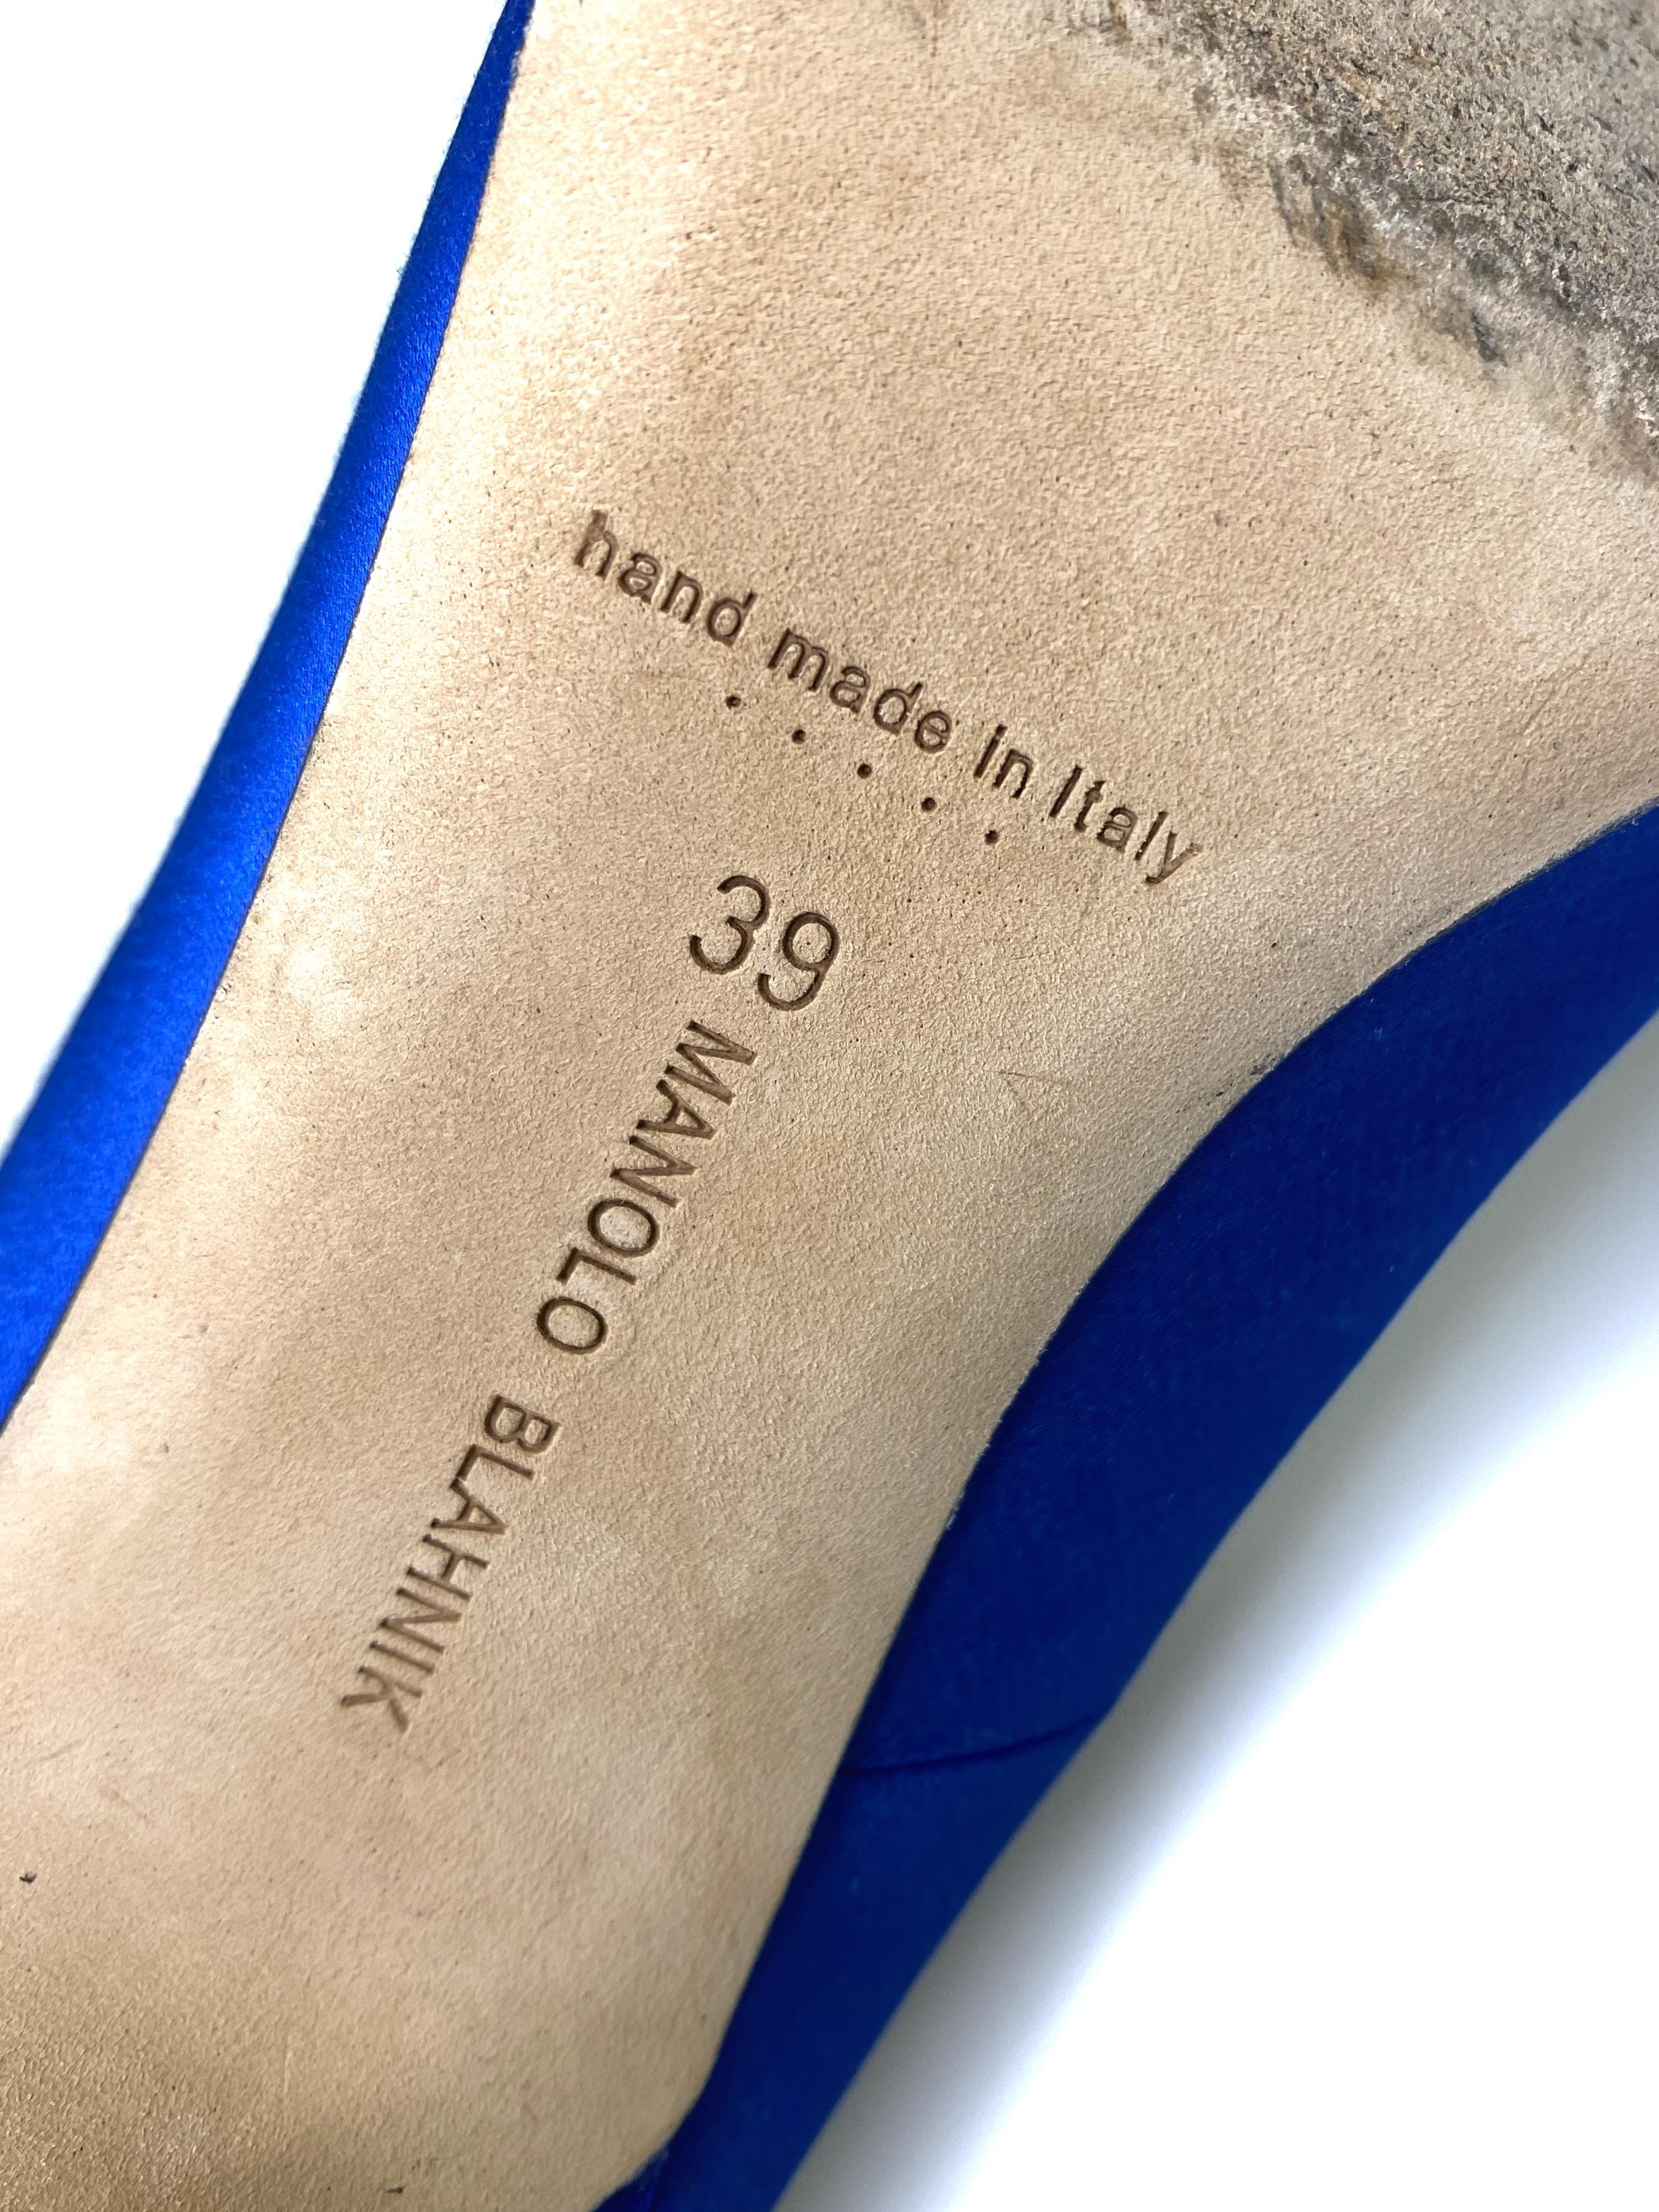 hand made in Italy
.....
39
MANOLO BLAHNIK